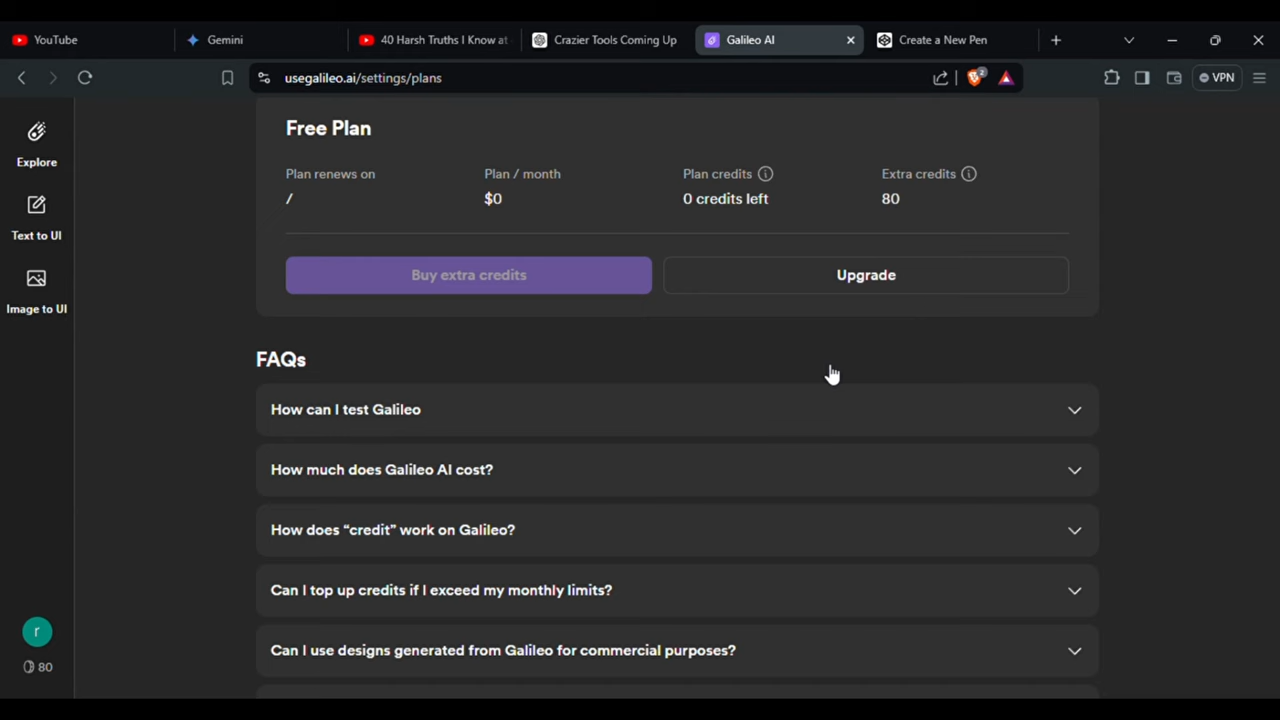 YouTube
Gemini
40 Harsh Truths I Know at
Crazier Tools Coming Up
Galileo AI
Create a New Pen
usegalileo.ai/settings/plans
2
VPN
Explore
Text to UI
Image to UI
r
80
Free Plan
Plan renews on
/
Plan / month
$0
Plan credits
0 credits left
Extra credits
80
Buy extra credits
Upgrade
FAQs
How can I test Galileo
How much does Galileo AI cost?
How does “credit” work on Galileo?
Can I top up credits if I exceed my monthly limits?
Can I use designs generated from Galileo for commercial purposes?